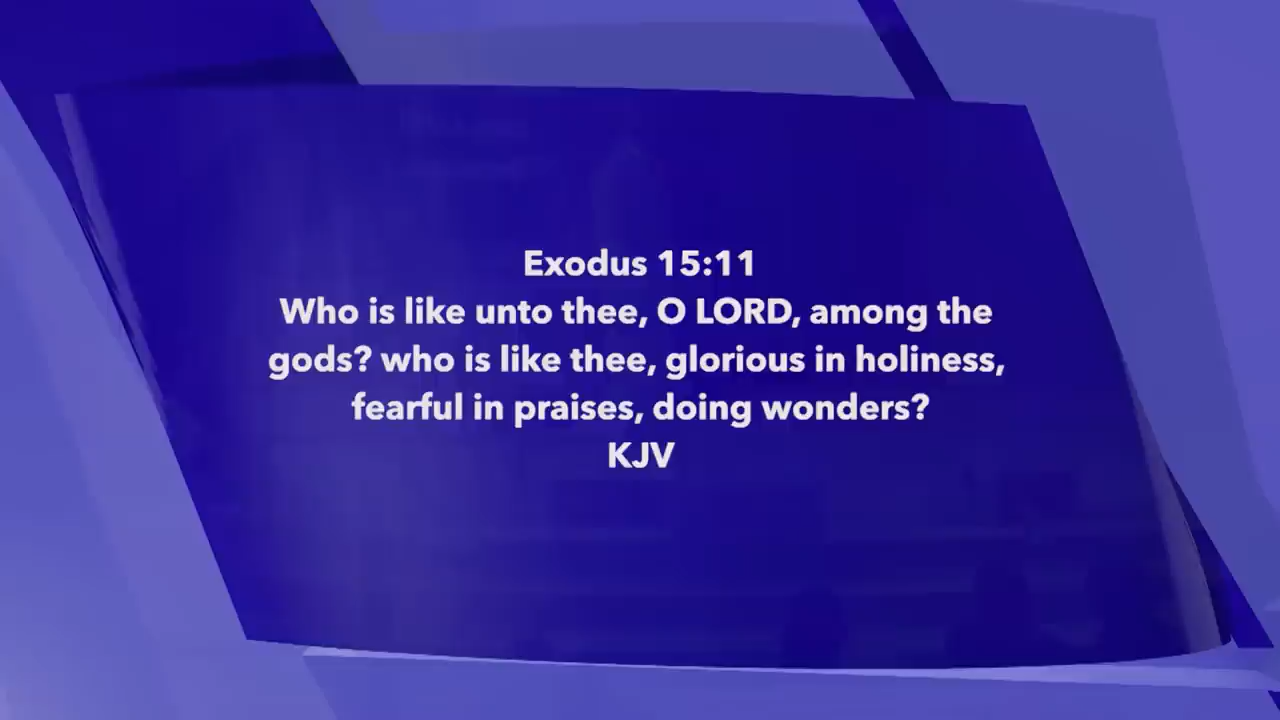 Exodus 15:11
Who is like unto thee, O LORD, among the
gods? who is like thee, glorious in holiness,
fearful in praises, doing wonders?
KJV